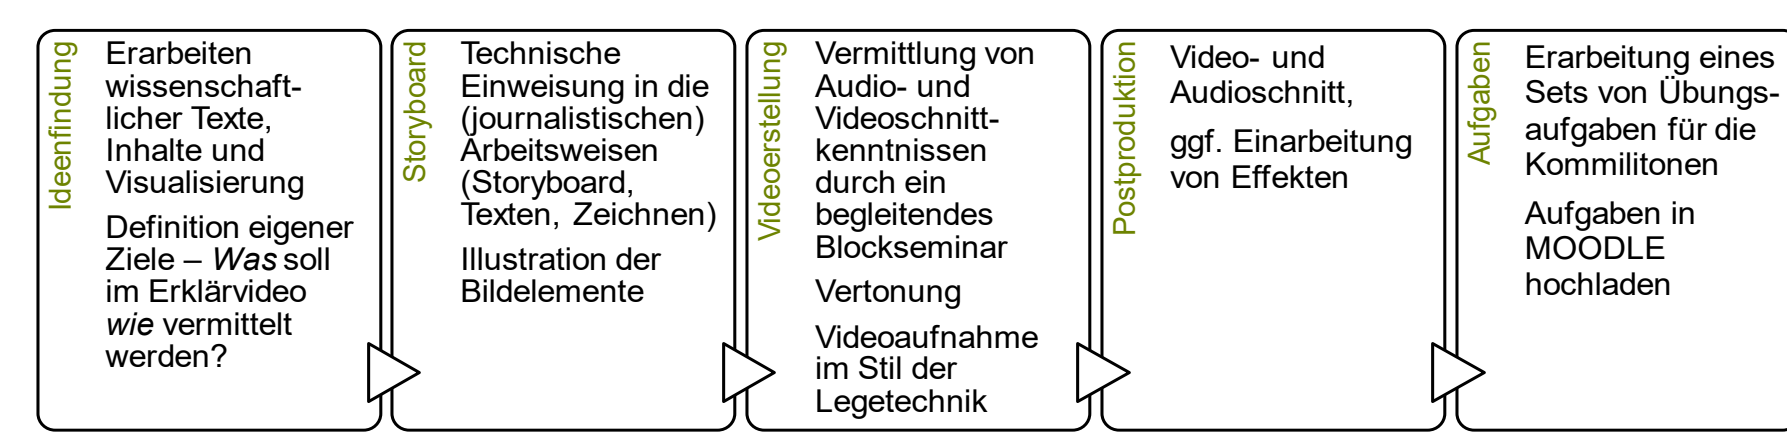 Ideenfindung
Erarbeiten
wissenschaft-
licher Texte,
Inhalte und
Visualisierung
Definition eigener
Ziele – Was soll
im Erklärvideo
wie vermittelt
werden?
Storyboard
Technische
Einweisung in die
(journalistischen)
Arbeitsweisen
(Storyboard,
Texten, Zeichnen)
Illustration der
Bildelemente
Videoerstellung
Vermittlung von
Audio- und
Videoschnitt-
kenntnissen
durch ein
begleitendes
Blockseminar
Vertonung
Videoaufnahme
im Stil der
Legetechnik
Postproduktion
Video- und
Audioschnitt,
ggf. Einarbeitung
von Effekten
Aufgaben
Erarbeitung eines
Sets von Übungs-
aufgaben für die
Kommilitonen
Aufgaben in
MOODLE
hochladen